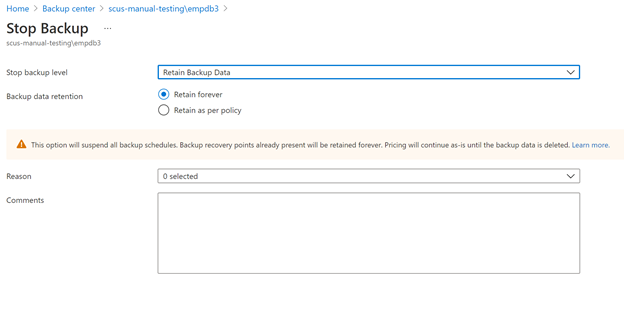 Home > Backup center > scus-manual-testing\empdb3 >
Stop Backup ...
scus-manual-testing\empdb3
Stop backup level Retain Backup Data
Backup data retention Retain forever
Retain as per policy
This option will suspend all backup schedules. Backup recovery points already present will be retained forever. Pricing will continue as-is until the backup data is deleted. Learn more.
Reason 0 selected
Comments